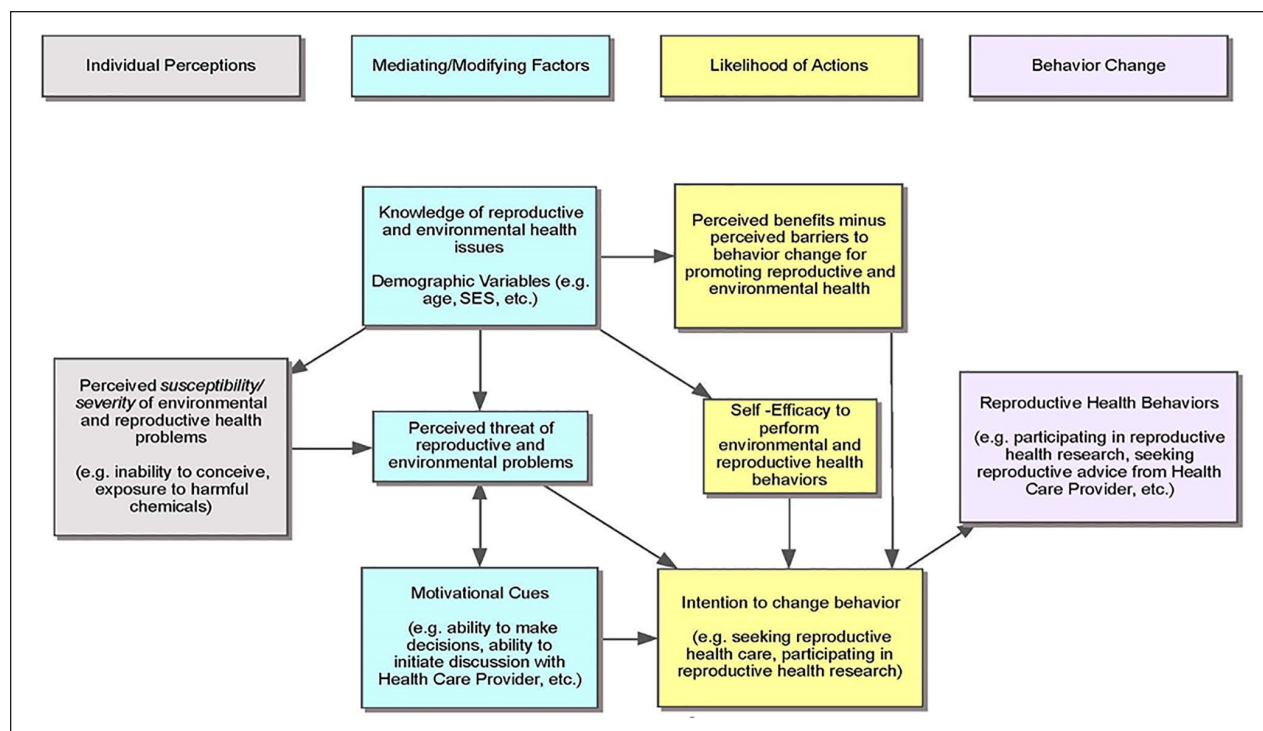 Individual Perceptions
Mediating/Modifying Factors
Likelihood of Actions
Behavior Change
Knowledge of reproductive
and environmental health
issues
Demographic Variables (e.g.
age, SES, etc.)
Perceived benefits minus
perceived barriers to
behavior change for
promoting reproductive and
environmental health
Perceived susceptibility/
severity of environmental
and reproductive health
problems
(e.g. inability to conceive,
exposure to harmful
chemicals)
Perceived threat of
reproductive and
environmental problems
Self -Efficacy to
perform
environmental and
reproductive health
behaviors
Reproductive Health Behaviors
(e.g. participating in reproductive
health research, seeking
reproductive advice from Health
Care Provider, etc.)
Motivational Cues
(e.g. ability to make
decisions, ability to
initiate discussion with
Health Care Provider, etc.)
Intention to change behavior
(e.g. seeking reproductive
health care, participating in
reproductive health research)